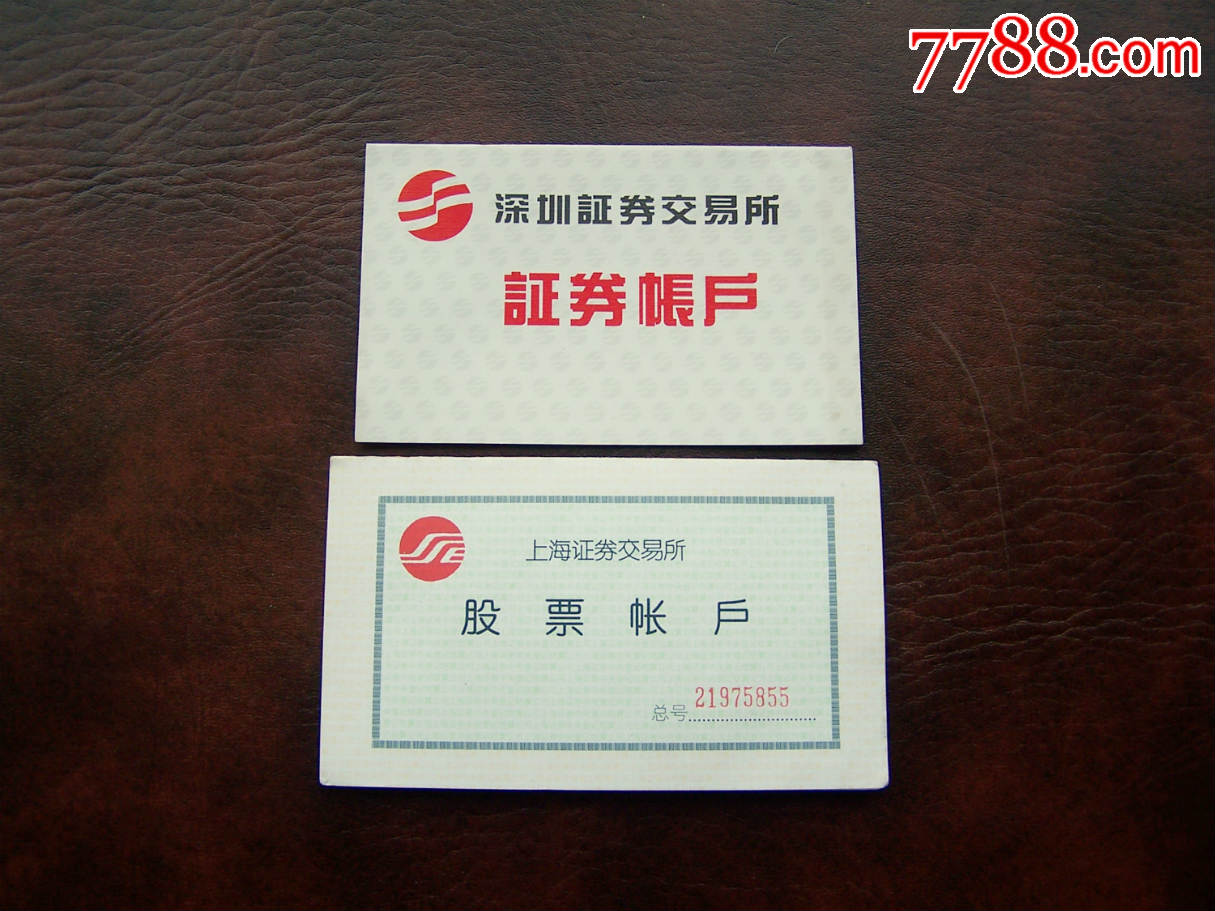 7788.com
深圳証券交易所
証券帳戶
SSE
上海证券交易所
股票帐户
总号 21975855